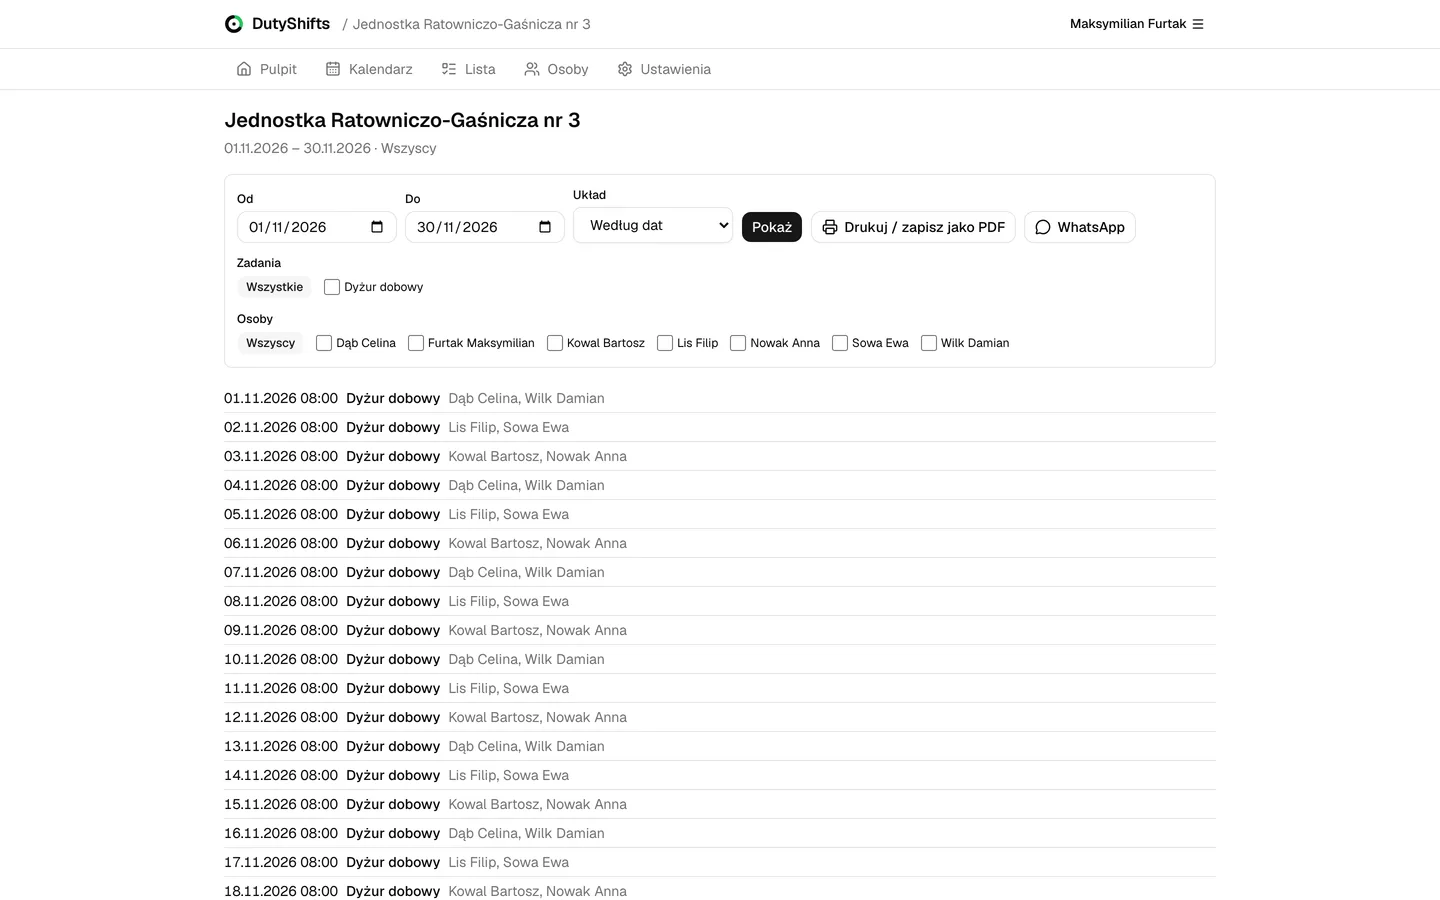 DutyShifts / Jednostka Ratowniczo-Gaśnicza nr 3 Maksymilian Furtak
Pulpit Kalendarz Lista Osoby Ustawienia
Jednostka Ratowniczo-Gaśnicza nr 3
01.11.2026 – 30.11.2026 · Wszyscy
Od Do Układ
01/11/2026 30/11/2026 Według dat Pokaż Drukuj / zapisz jako PDF WhatsApp
Zadania
Wszystkie Dyżur dobowy
Osoby
Wszyscy Dąb Celina Furtak Maksymilian Kowal Bartosz Lis Filip Nowak Anna Sowa Ewa Wilk Damian
01.11.2026 08:00 Dyżur dobowy Dąb Celina, Wilk Damian
02.11.2026 08:00 Dyżur dobowy Lis Filip, Sowa Ewa
03.11.2026 08:00 Dyżur dobowy Kowal Bartosz, Nowak Anna
04.11.2026 08:00 Dyżur dobowy Dąb Celina, Wilk Damian
05.11.2026 08:00 Dyżur dobowy Lis Filip, Sowa Ewa
06.11.2026 08:00 Dyżur dobowy Kowal Bartosz, Nowak Anna
07.11.2026 08:00 Dyżur dobowy Dąb Celina, Wilk Damian
08.11.2026 08:00 Dyżur dobowy Lis Filip, Sowa Ewa
09.11.2026 08:00 Dyżur dobowy Kowal Bartosz, Nowak Anna
10.11.2026 08:00 Dyżur dobowy Dąb Celina, Wilk Damian
11.11.2026 08:00 Dyżur dobowy Lis Filip, Sowa Ewa
12.11.2026 08:00 Dyżur dobowy Kowal Bartosz, Nowak Anna
13.11.2026 08:00 Dyżur dobowy Dąb Celina, Wilk Damian
14.11.2026 08:00 Dyżur dobowy Lis Filip, Sowa Ewa
15.11.2026 08:00 Dyżur dobowy Kowal Bartosz, Nowak Anna
16.11.2026 08:00 Dyżur dobowy Dąb Celina, Wilk Damian
17.11.2026 08:00 Dyżur dobowy Lis Filip, Sowa Ewa
18.11.2026 08:00 Dyżur dobowy Kowal Bartosz, Nowak Anna